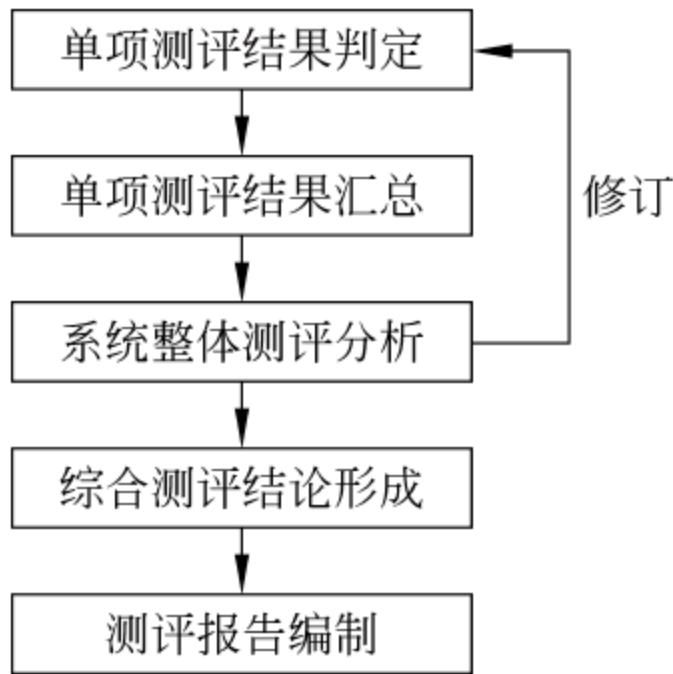 单项测评结果判定
单项测评结果汇总
修订
系统整体测评分析
综合测评结论形成
测评报告编制